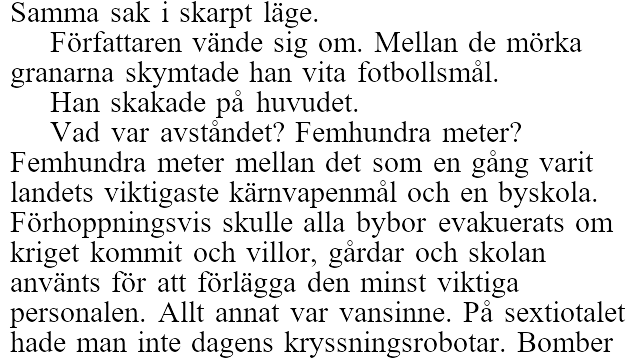 Samma sak i skarpt läge.
Författaren vände sig om. Mellan de mörka
granarna skymtade han vita fotbollsmål.
Han skakade på huvudet.
Vad var avståndet? Femhundra meter?
Femhundra meter mellan det som en gång varit
landets viktigaste kärnvapenmål och en byskola.
Förhoppningsvis skulle alla bybor evakuerats om
kriget kommit och villor, gårdar och skolan
använts för att förlägga den minst viktiga
personalen. Allt annat var vansinne. På sextiotalet
hade man inte dagens kryssningsrobotar. Bomber